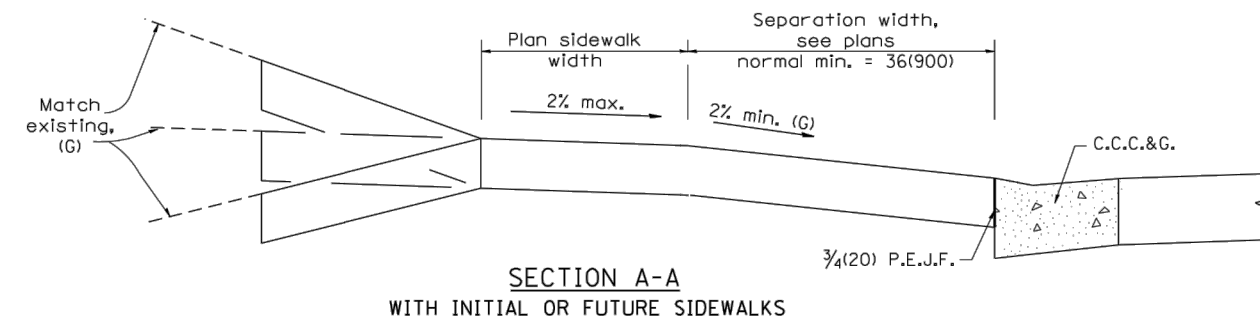 Separation width,
see plans
normal min. = 36(900)
Plan sidewalk
width
2% max.
2% min. (G)
Match
existing,
(G)
C.C.C.&G.
¾(20) P.E.J.F.
SECTION A-A
WITH INITIAL OR FUTURE SIDEWALKS